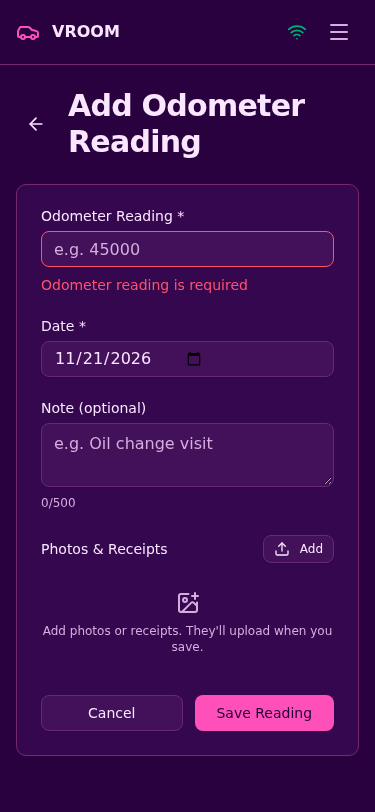 VROOM
Add Odometer
Reading
Odometer Reading *
e.g. 45000
Odometer reading is required
Date *
11/21/2026
Note (optional)
e.g. Oil change visit
0/500
Photos & Receipts
Add
Add photos or receipts. They'll upload when you
save.
Cancel
Save Reading